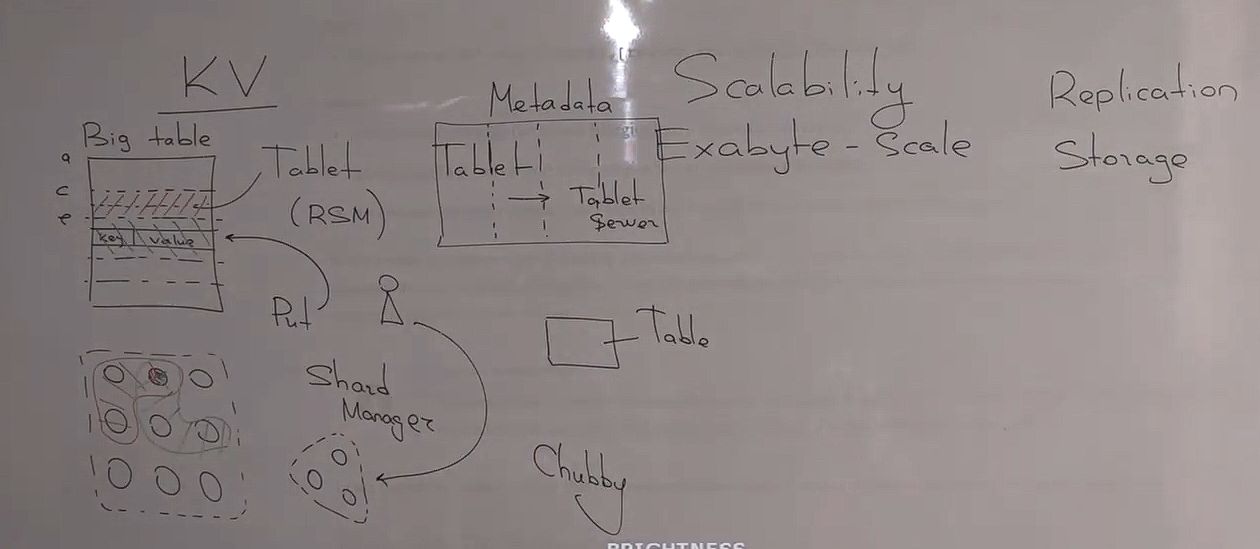 KV
Big table
a
c
e
key value
Tablet
(RSM)
Put
Metadata
Tablet
→ Tablet
Server
Scalability
Exabyte - Scale
Replication
Storage
Table
Shard
Manager
Chubby
BRIGHTNESS